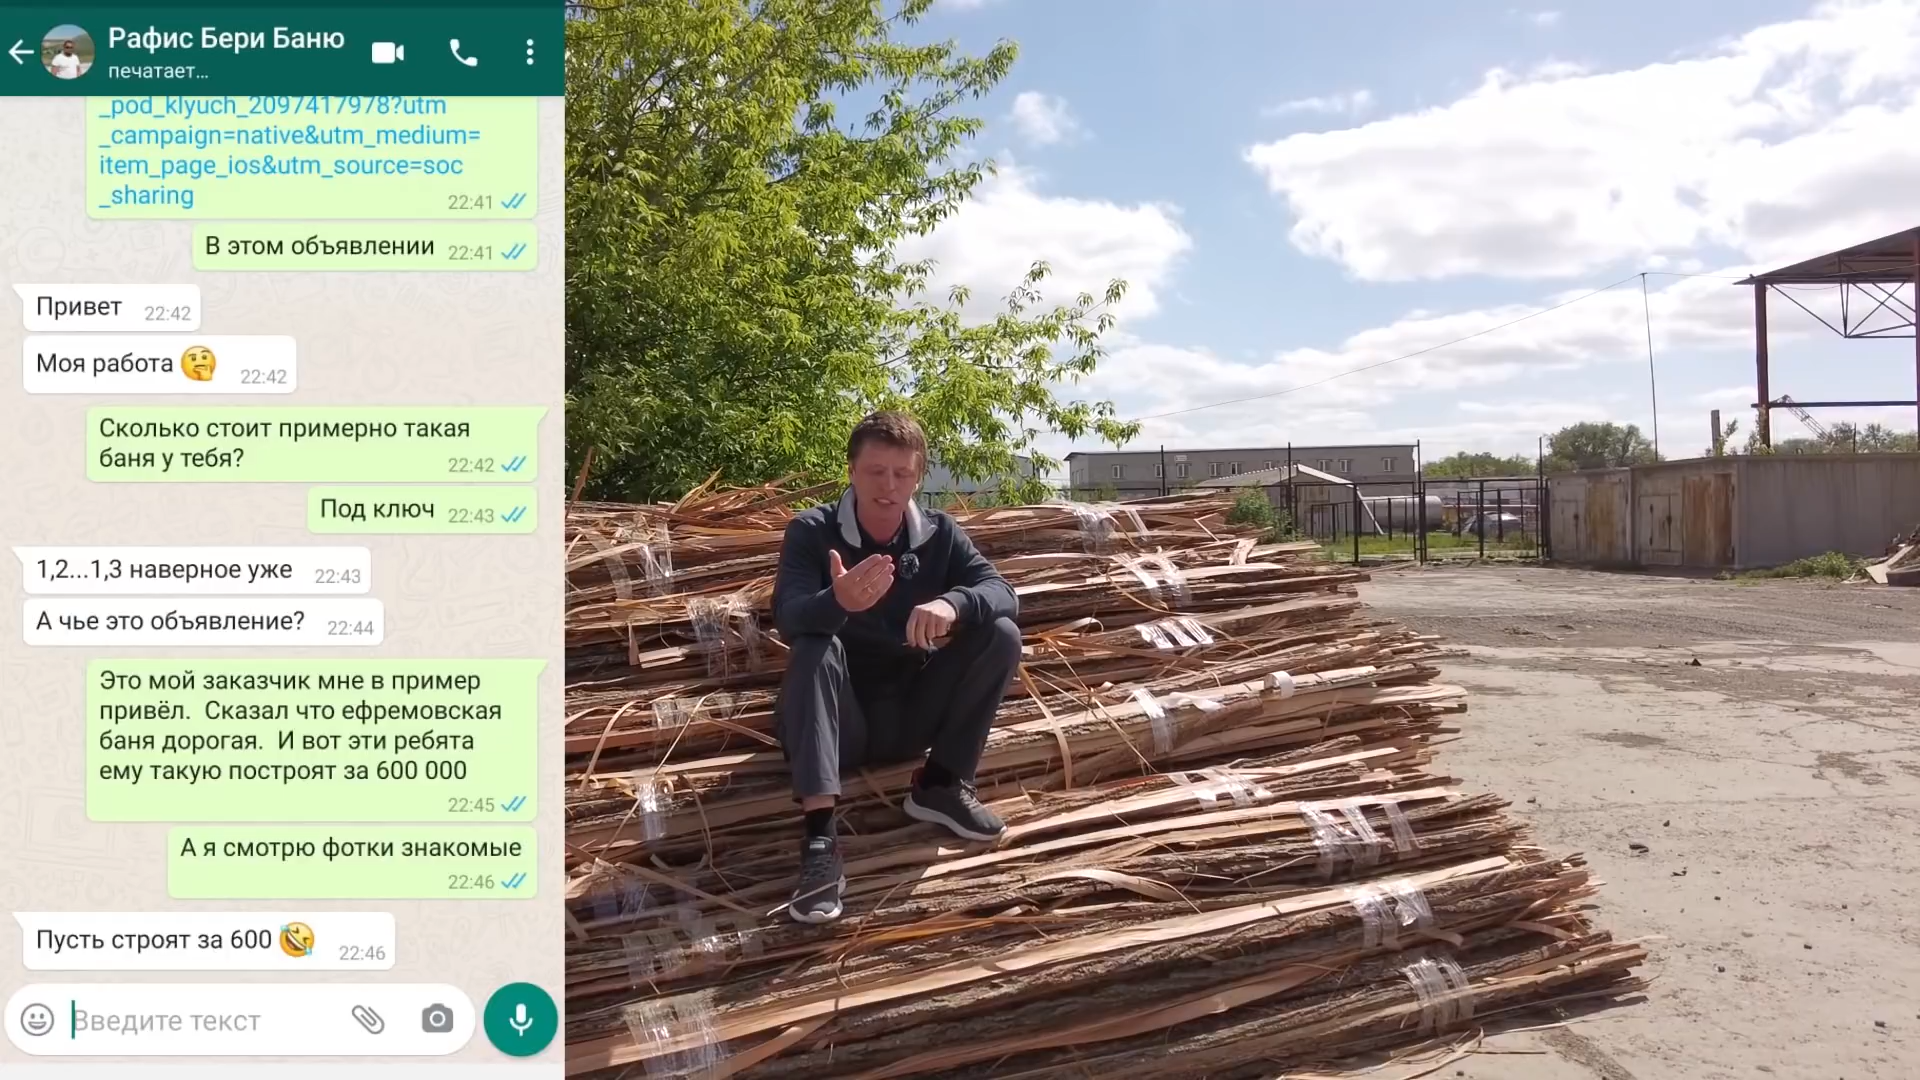 Рафис Бери Баню
печатает...
_pod_klyuch_2097417978?utm
_campaign=native&utm_medium=
item_page_ios&utm_source=soc
_sharing
22:41
В этом объявлении 22:41
Привет 22:42
Моя работа 🤔 22:42
Сколько стоит примерно такая
баня у тебя?
22:42
Под ключ 22:43
1,2...1,3 наверное уже 22:43
А чье это объявление? 22:44
Это мой заказчик мне в пример
привёл. Сказал что ефремовская
баня дорогая. И вот эти ребята
ему такую построят за 600 000
22:45
А я смотрю фотки знакомые
22:46
Пусть строят за 600 🤣 22:46
Введите текст